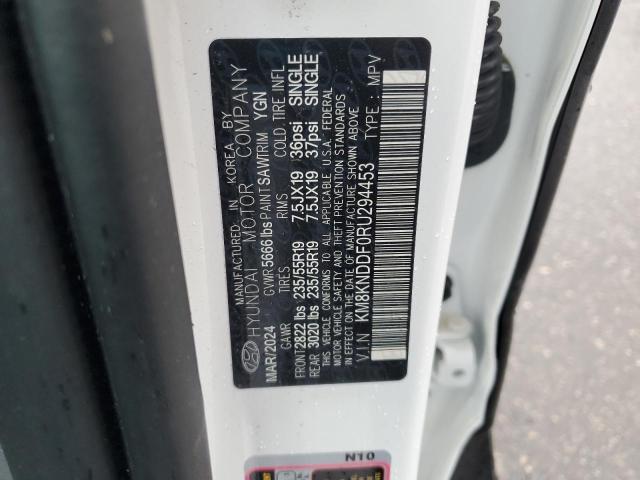 MANUFACTURED IN KOREA BY
HYUNDAI MOTOR COMPANY
MAR/2024 GVWR 5666 lbs PAINT SAWTRIM YGN
GAWR TIRES RIMS COLD TIRE INFL
FRONT 2822 lbs 235/55R19 7.5JX19 36psi SINGLE
REAR 3020 lbs 235/55R19 7.5JX19 37psi SINGLE
THIS VEHICLE CONFORMS TO ALL APPLICABLE U.S.A. FEDERAL
MOTOR VEHICLE SAFETY AND THEFT PREVENTION STANDARDS
IN EFFECT ON THE DATE OF MANUFACTURE SHOWN ABOVE
V.I.N KM8KNDDF0RU294453 TYPE: MPV
N10